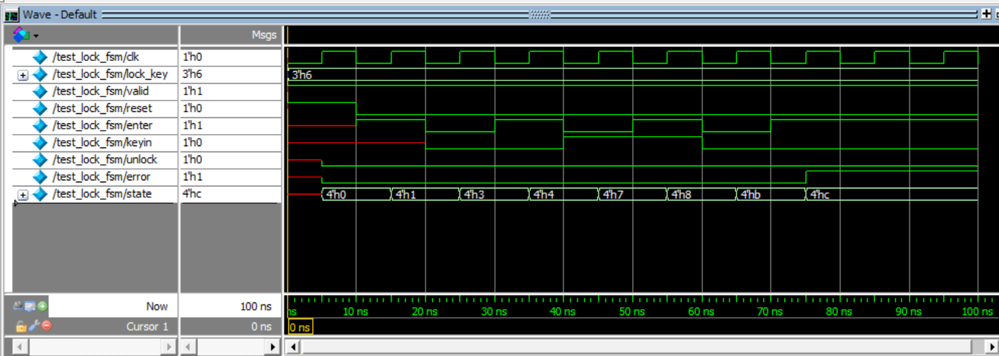 Wave - Default
Msgs
/test_lock_fsm/clk 1'h0
/test_lock_fsm/lock_key 3'h6 3'h6
/test_lock_fsm/valid 1'h1
/test_lock_fsm/reset 1'h0
/test_lock_fsm/enter 1'h1
/test_lock_fsm/keyin 1'h0
/test_lock_fsm/unlock 1'h0
/test_lock_fsm/error 1'h1
/test_lock_fsm/state 4'hc 4'h0 4'h1 4'h3 4'h4 4'h7 4'h8 4'hb 4'hc
Now 100 ns ns 10 ns 20 ns 30 ns 40 ns 50 ns 60 ns 70 ns 80 ns 90 ns 100 ns
Cursor 1 0 ns 0 ns